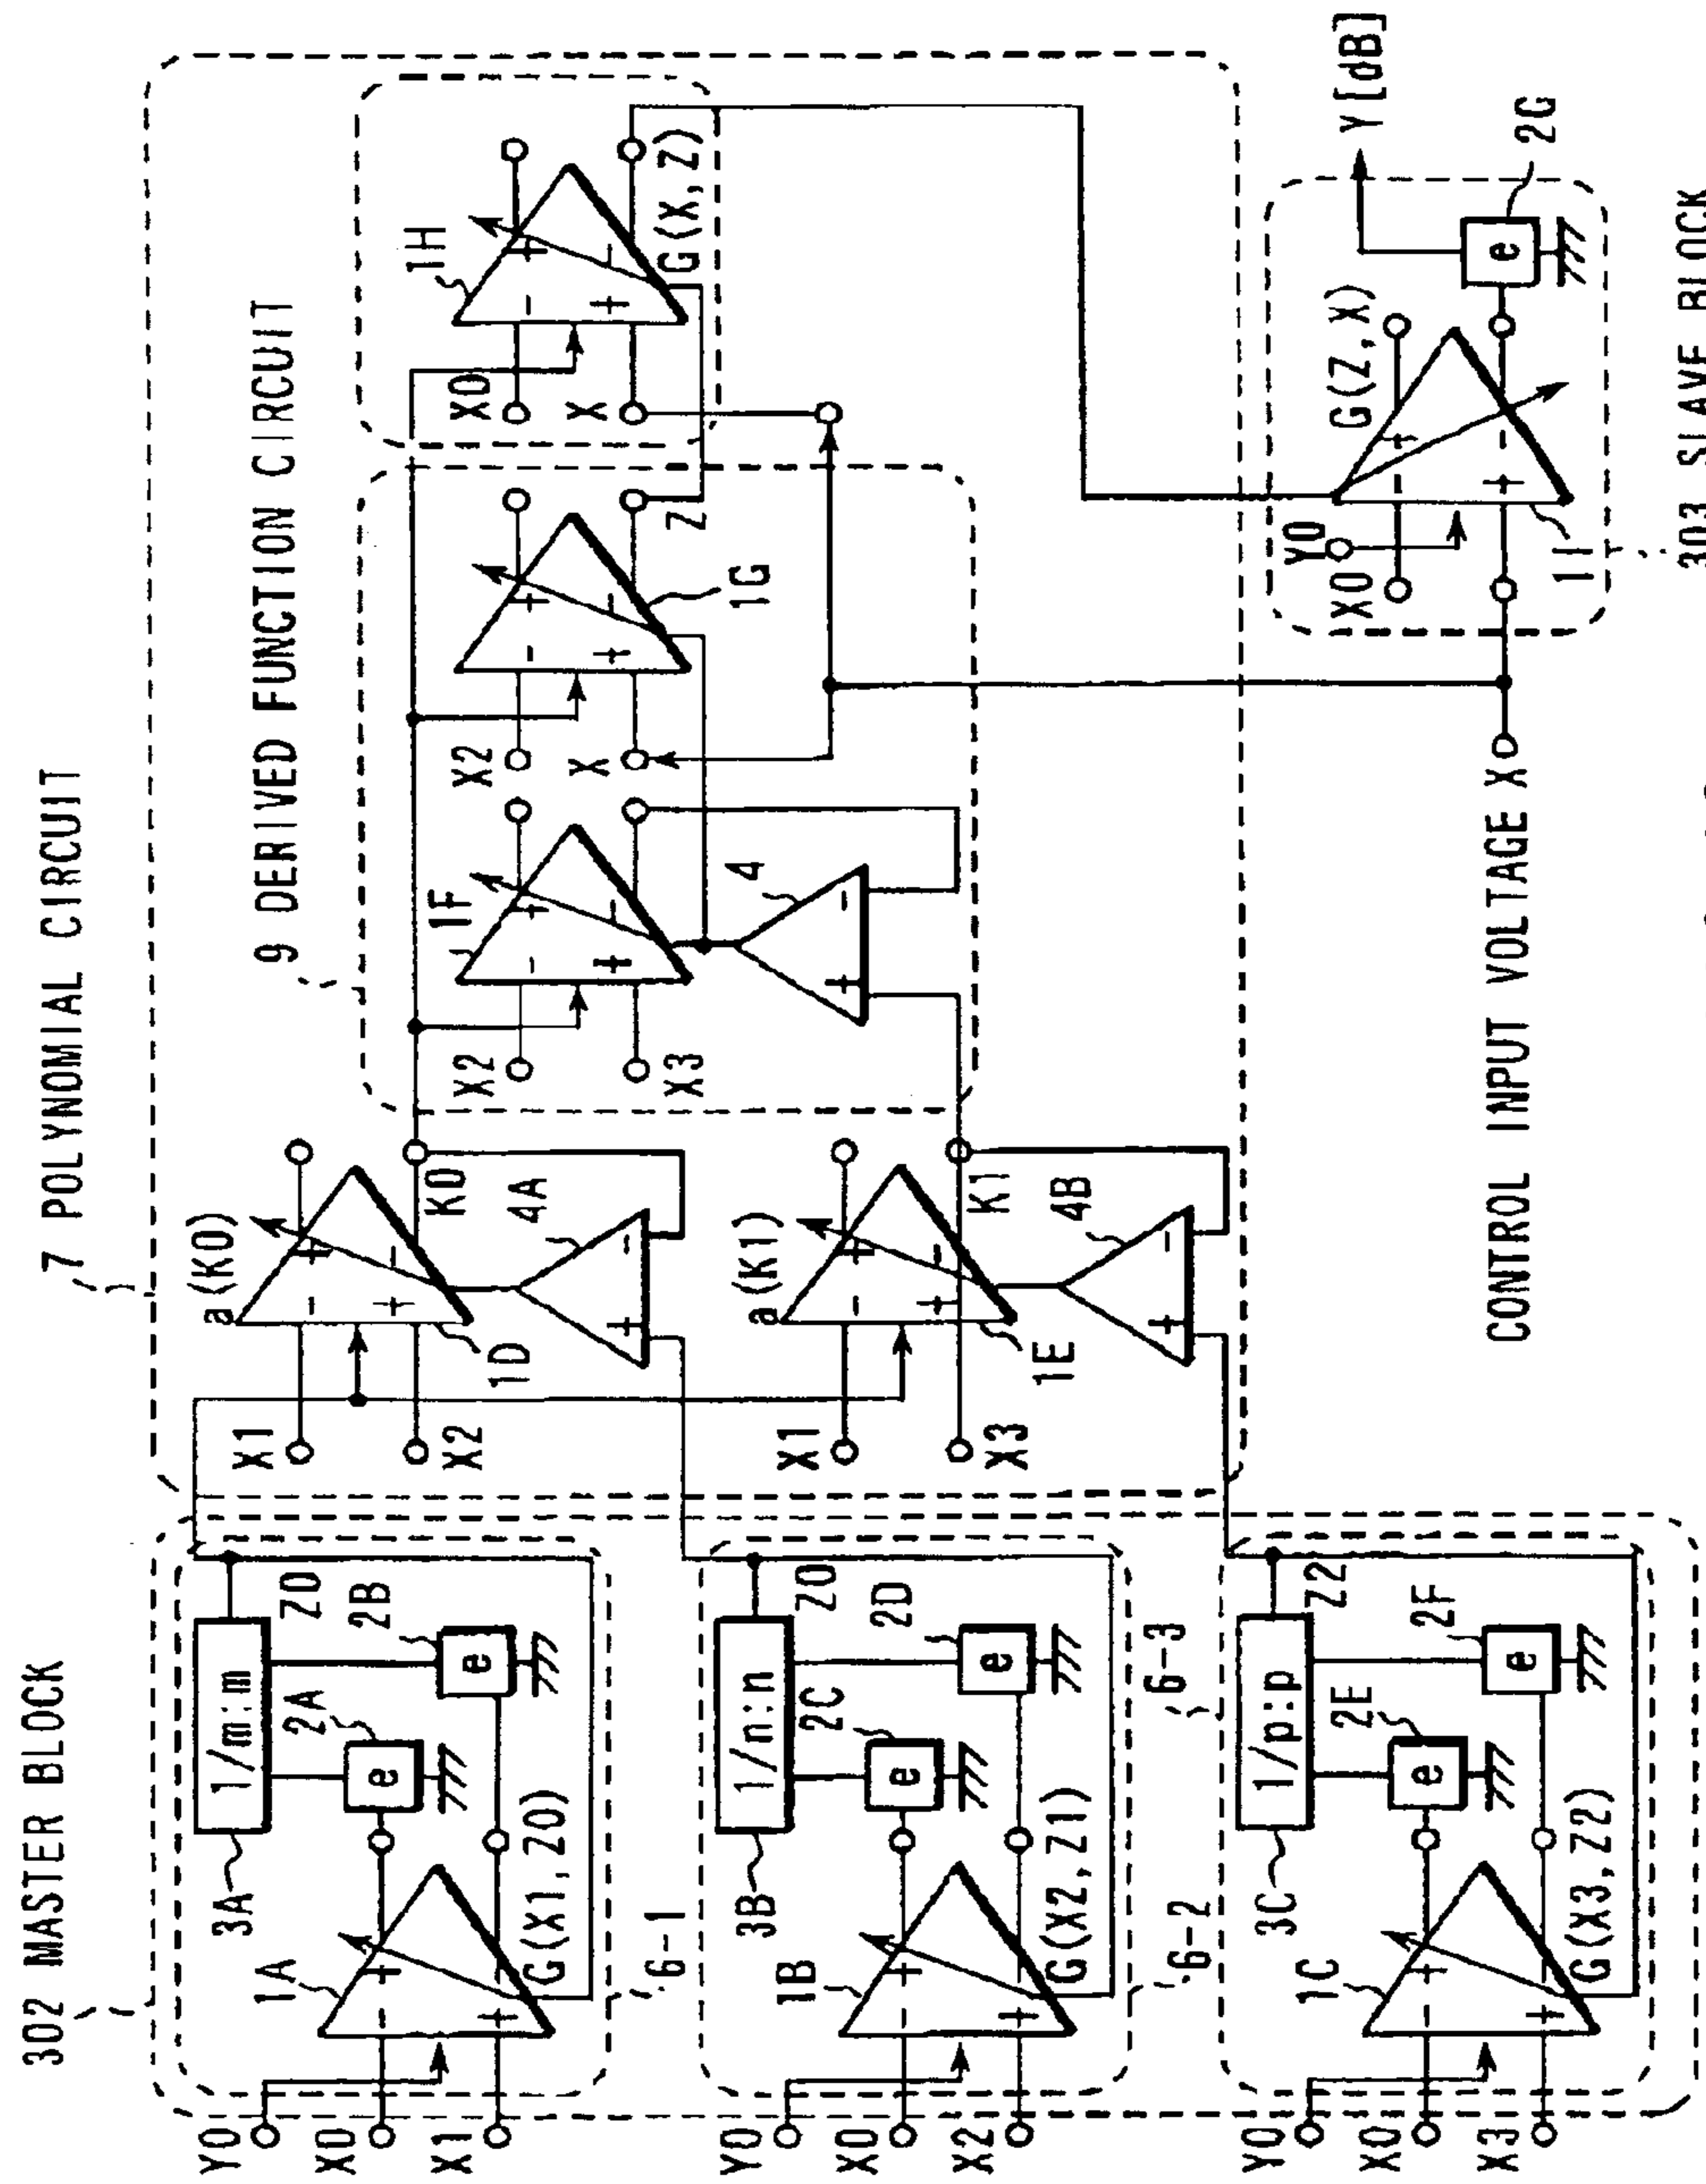 302 MASTER BLOCK
7 POLYNOMIAL CIRCUIT
9 DERIVED FUNCTION CIRCUIT
Y0
X0
X1
1A
- +
+ -
G(X1,Z0)
3A
1/m:m
Z0
2A
e
2B
e
6-1
Y0
X0
X2
1B
- +
+ -
G(X2,Z1)
3B
1/n:n
Z0
2C
e
2D
e
6-2
Y0
X0
X3
1C
- +
+ -
G(X3,Z2)
3C
1/p:p
Z2
2E
e
2F
e
6-3
X1
X2
a(K0)
- +
+ -
1D
K0
4A
+ -
X1
X3
a(K1)
- +
+ -
1E
K1
4B
+ -
X2
X3
1F
- +
+ -
4
+ -
X2
X
- +
+ -
1G
Z
X0
X
1H
- +
+ -
G(X,Z)
CONTROL INPUT VOLTAGE X
Y0
X0
- +
+ -
1I
G(Z,X)
e
2G
Y[dB]
303 SLAVE BLOCK